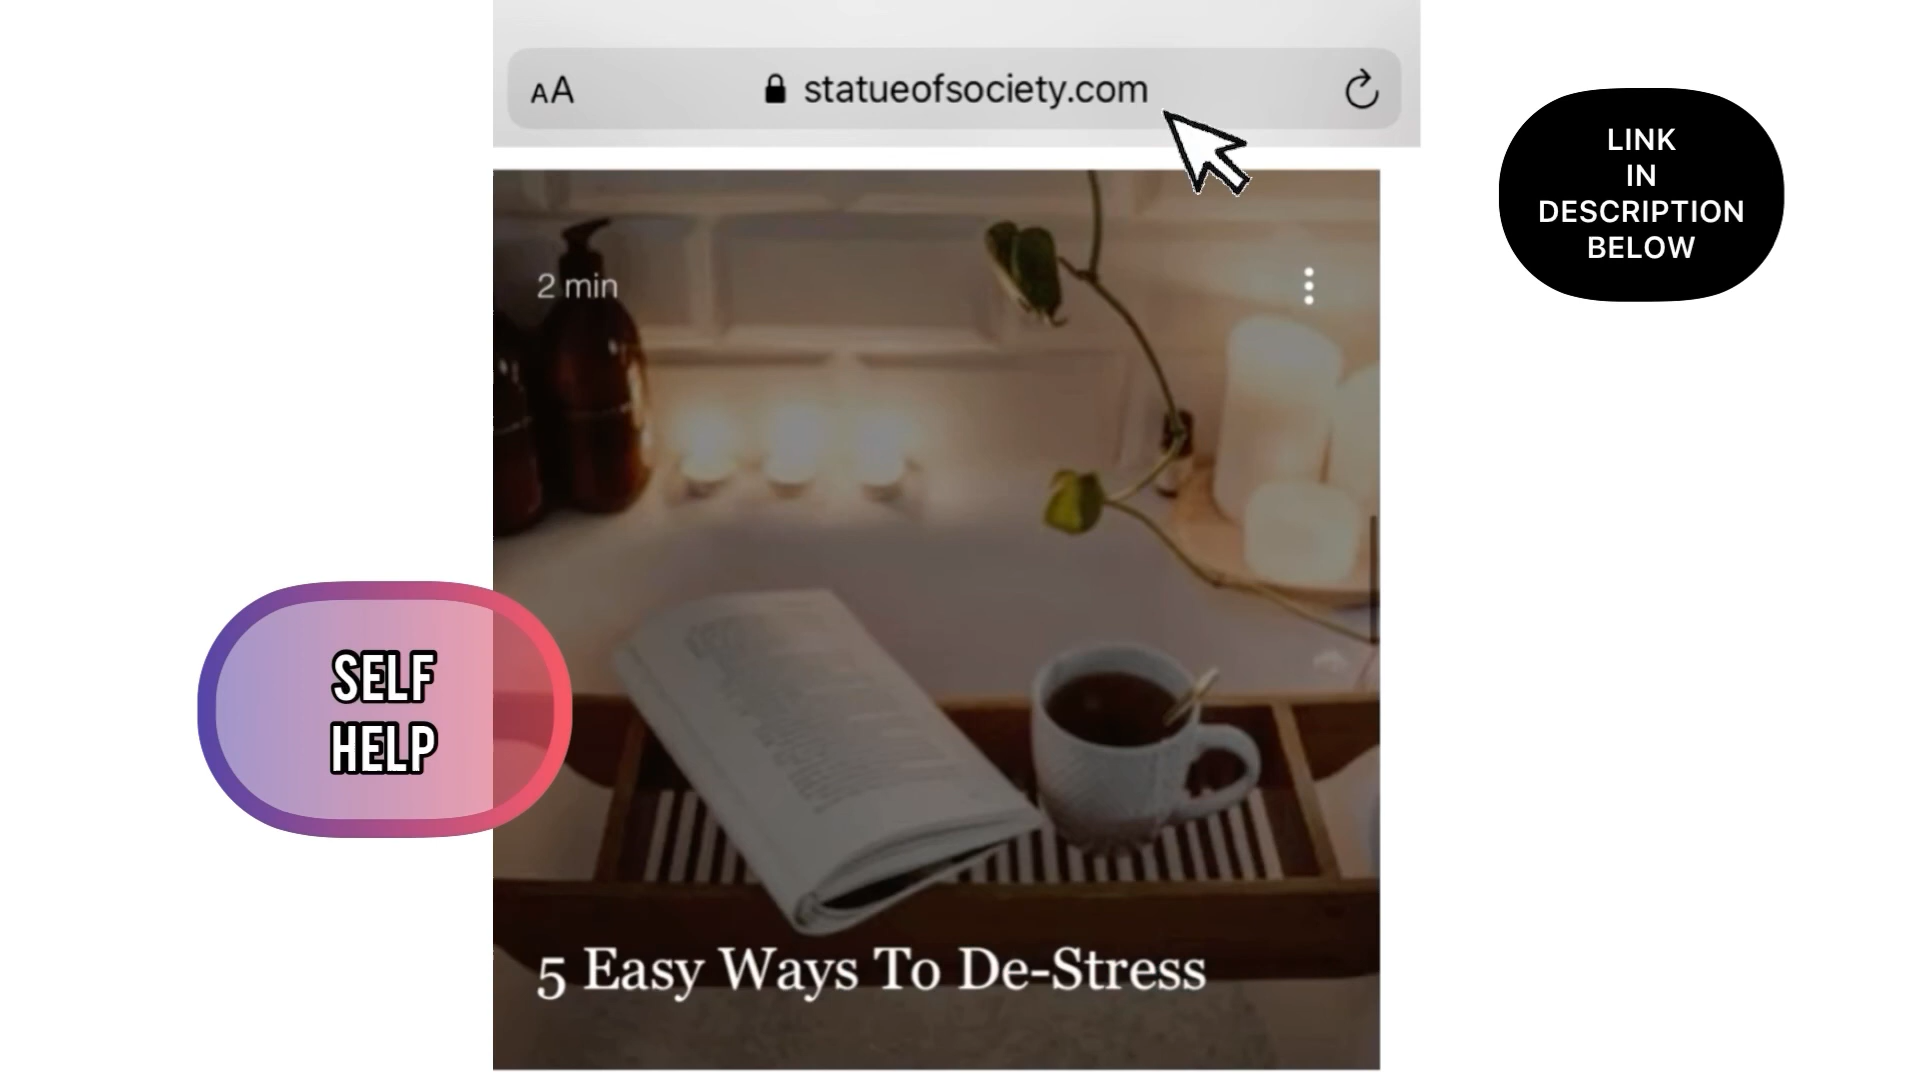 AA
statueofsociety.com
LINK
IN
DESCRIPTION
BELOW
2 min
SELF
HELP
5 Easy Ways To De-Stress